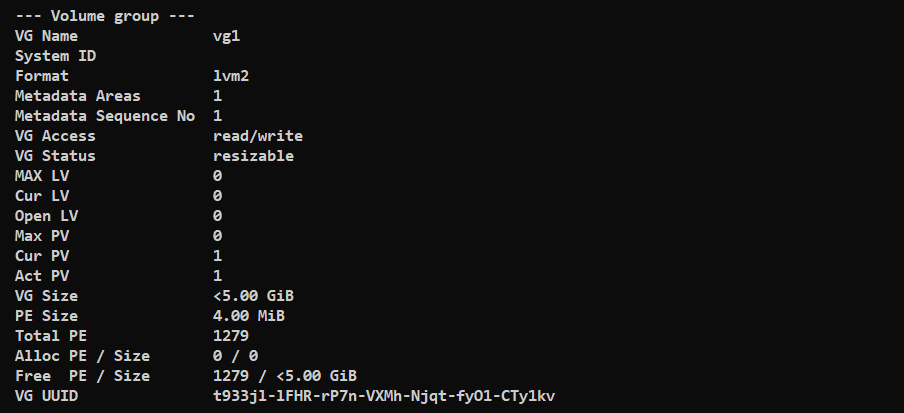 --- Volume group ---
VG Name               vg1
System ID
Format                lvm2
Metadata Areas        1
Metadata Sequence No  1
VG Access             read/write
VG Status             resizable
MAX LV                0
Cur LV                0
Open LV               0
Max PV                0
Cur PV                1
Act PV                1
VG Size               <5.00 GiB
PE Size               4.00 MiB
Total PE              1279
Alloc PE / Size       0 / 0
Free  PE / Size       1279 / <5.00 GiB
VG UUID               t933jl-lFHR-rP7n-VXMh-Njqt-fyO1-CTylkv